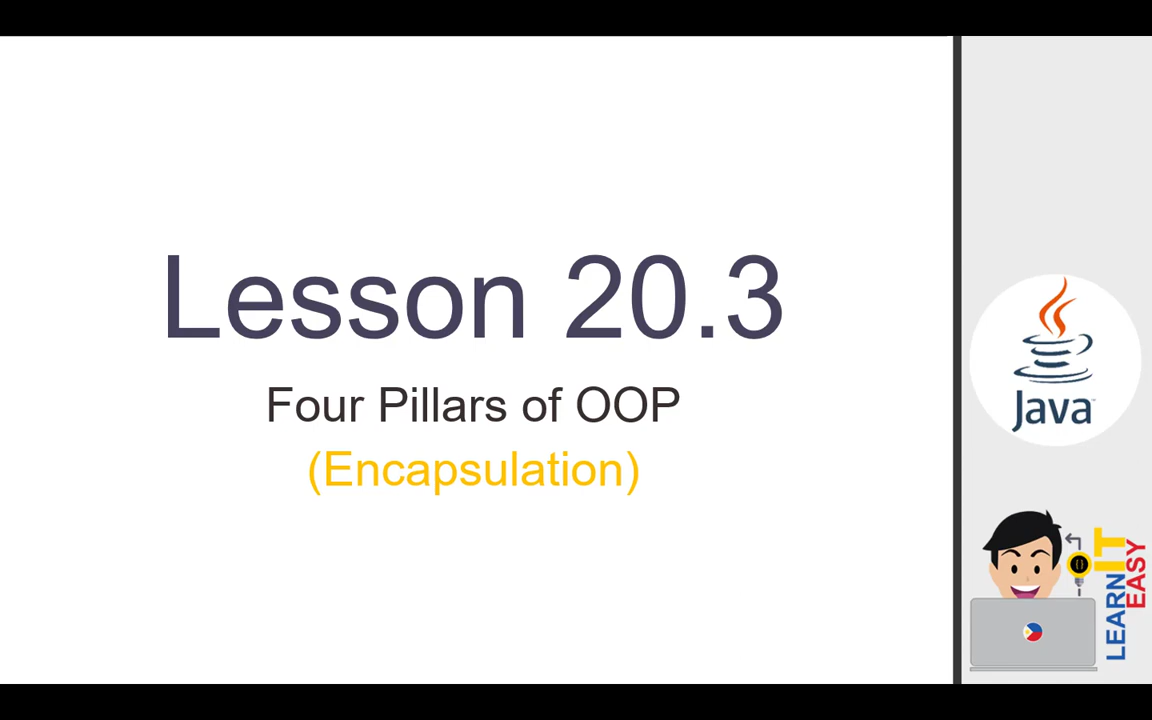 Lesson 20.3
Four Pillars of OOP
(Encapsulation)
Java
LEARN IT
EASY